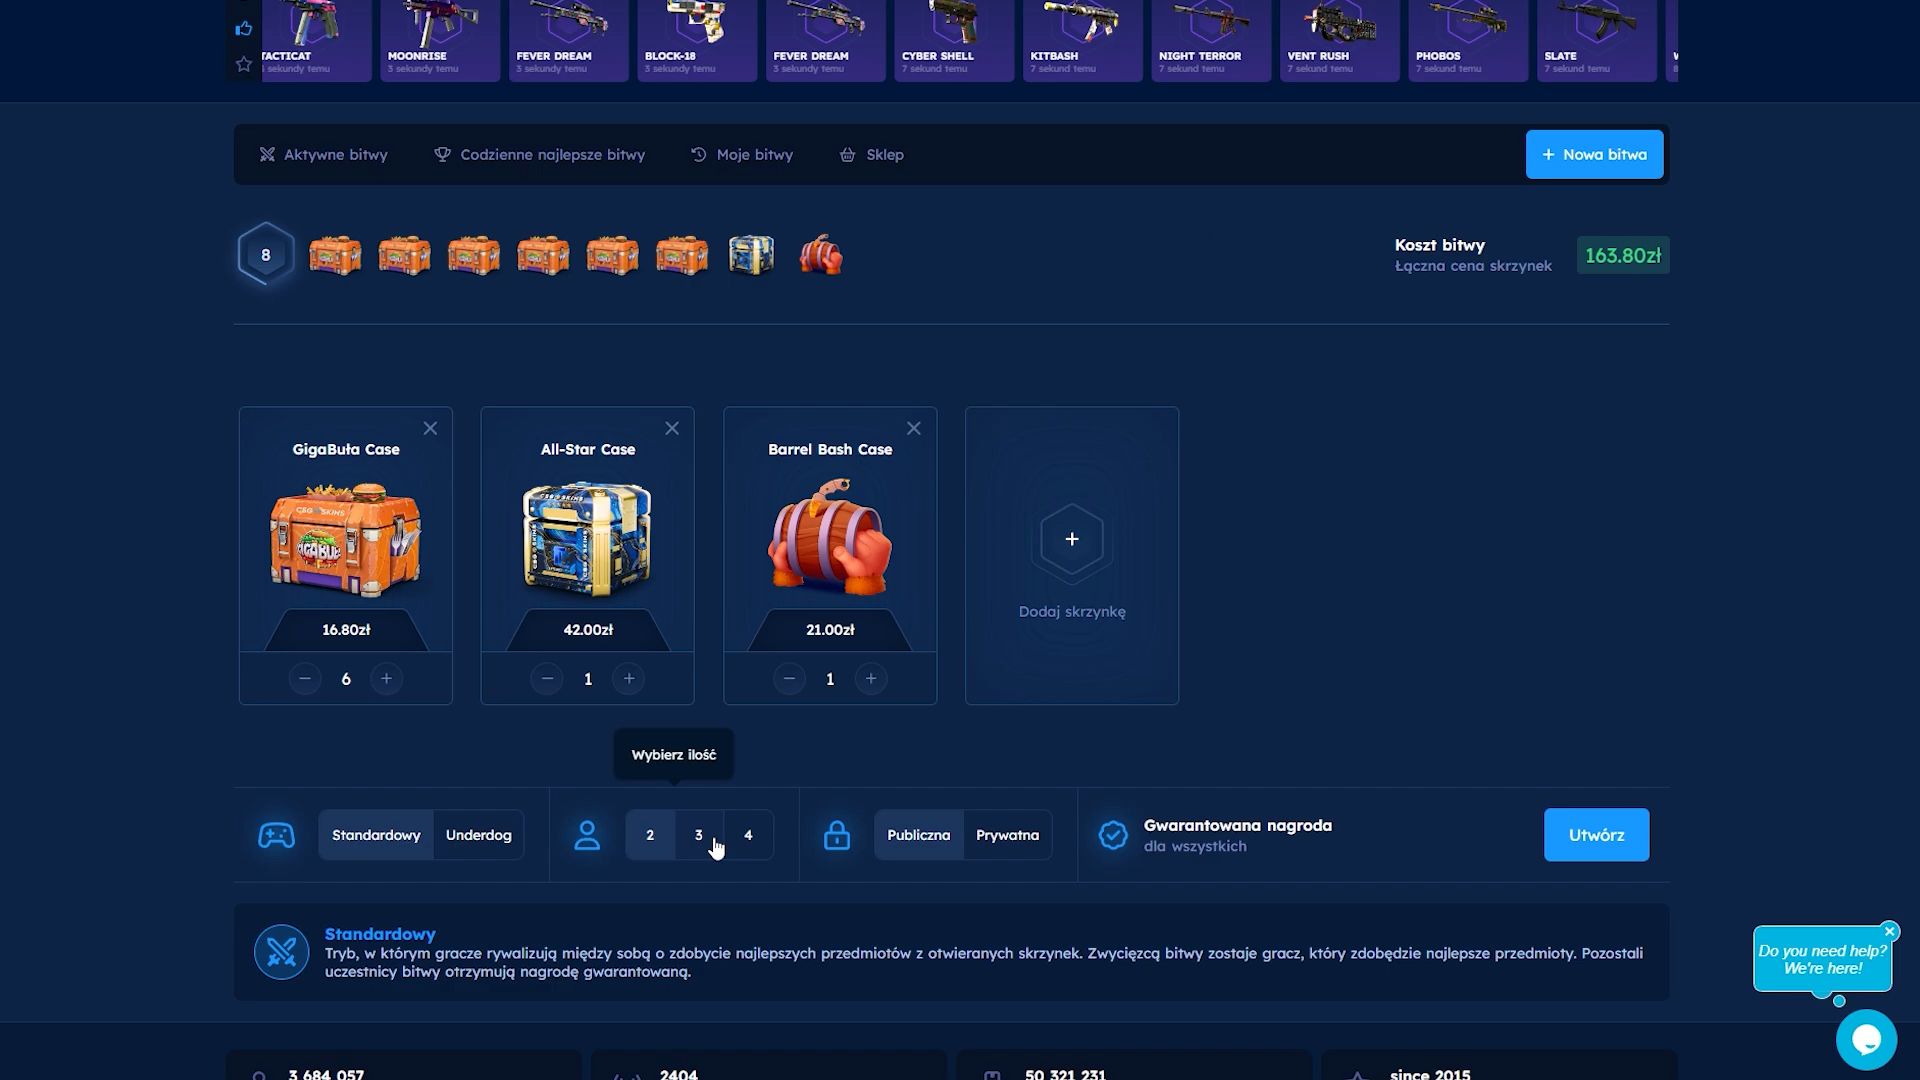 TACTICAT
MOONRISE
FEVER DREAM
BLOCK-18
FEVER DREAM
CYBER SHELL
KITBASH
NIGHT TERROR
VENT RUSH
PHOBOS
SLATE
sekundy temu
3 sekundy temu
3 sekundy temu
3 sekundy temu
3 sekundy temu
7 sekund temu
7 sekund temu
7 sekund temu
7 sekund temu
7 sekund temu
7 sekund temu
Aktywne bitwy
Codzienne najlepsze bitwy
Moje bitwy
Sklep
+ Nowa bitwa
8
Koszt bitwy
Łączna cena skrzynek
163.80zł
GigaBuła Case
All-Star Case
Barrel Bash Case
16.80zł
42.00zł
21.00zł
Dodaj skrzynkę
− 6 +
− 1 +
− 1 +
Wybierz ilość
Standardowy
Underdog
2
3
4
Publiczna
Prywatna
Gwarantowana nagroda
dla wszystkich
Utwórz
Standardowy
Tryb, w którym gracze rywalizują między sobą o zdobycie najlepszych przedmiotów z otwieranych skrzynek. Zwycięzcą bitwy zostaje gracz, który zdobędzie najlepsze przedmioty. Pozostali
uczestnicy bitwy otrzymują nagrodę gwarantowaną.
Do you need help?
We're here!
3 684 057
2404
50 321 231
since 2015